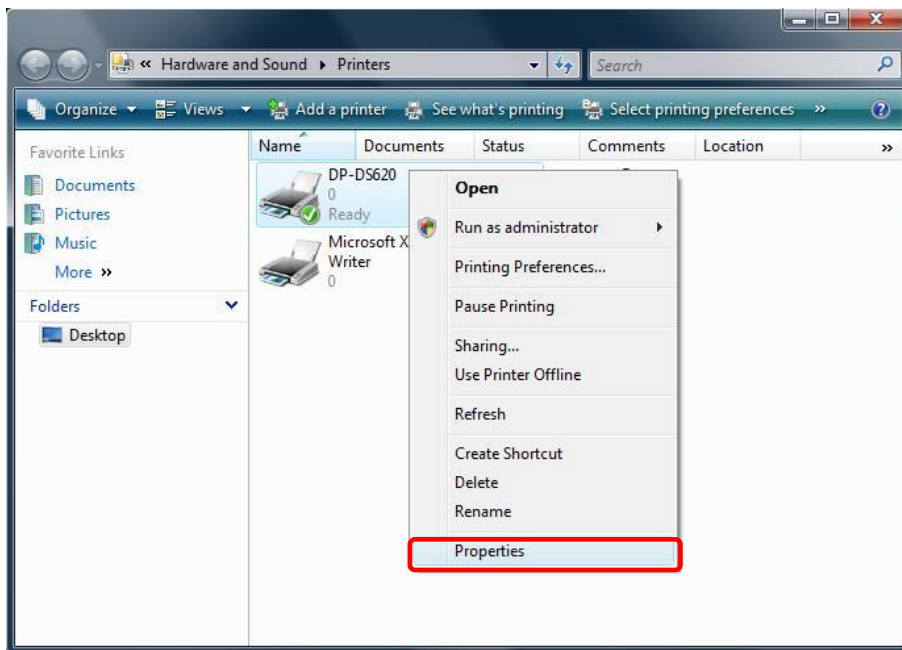 « Hardware and Sound ▸ Printers
Search
Organize Views Add a printer See what's printing Select printing preferences »
Favorite Links
Documents
Pictures
Music
More »
Folders
Desktop
Name Documents Status Comments Location »
DP-DS620
0
Ready
Microsoft X
Writer
0
Open
Run as administrator
Printing Preferences...
Pause Printing
Sharing...
Use Printer Offline
Refresh
Create Shortcut
Delete
Rename
Properties